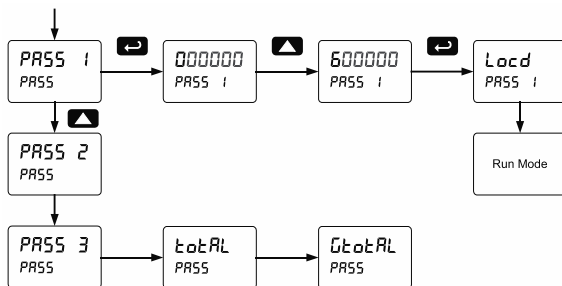 PASS 1
PASS
000000
PASS 1
600000
PASS 1
Locd
PASS 1
PASS 2
PASS
Run Mode
PASS 3
PASS
totAL
PASS
GtotAL
PASS